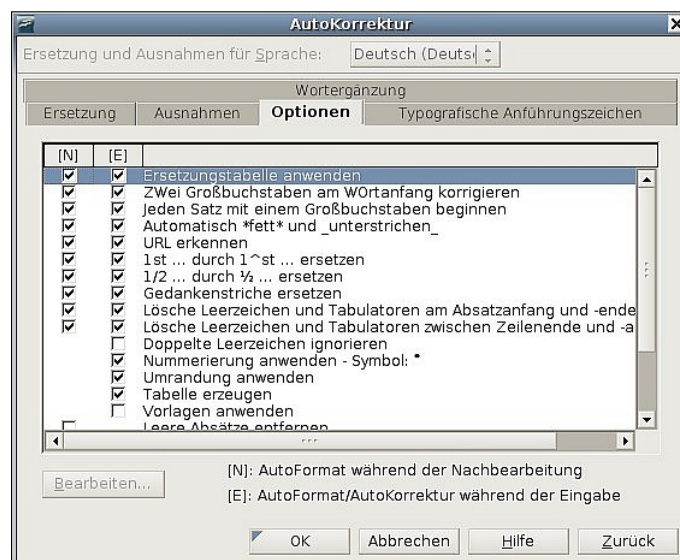 AutoKorrektur
Ersetzung und Ausnahmen für Sprache: Deutsch (Deuts
Wortergänzung
Ersetzung Ausnahmen Optionen Typografische Anführungszeichen
[N] [E]
Ersetzungstabelle anwenden
ZWei Großbuchstaben am WOrtanfang korrigieren
Jeden Satz mit einem Großbuchstaben beginnen
Automatisch *fett* und _unterstrichen_
URL erkennen
1st ... durch 1^st ... ersetzen
1/2 ... durch ½ ... ersetzen
Gedankenstriche ersetzen
Lösche Leerzeichen und Tabulatoren am Absatzanfang und -ende
Lösche Leerzeichen und Tabulatoren zwischen Zeilenende und -a
Doppelte Leerzeichen ignorieren
Nummerierung anwenden - Symbol: •
Umrandung anwenden
Tabelle erzeugen
Vorlagen anwenden
Leere Absätze entfernen
Bearbeiten...
[N]: AutoFormat während der Nachbearbeitung
[E]: AutoFormat/AutoKorrektur während der Eingabe
OK Abbrechen Hilfe Zurück